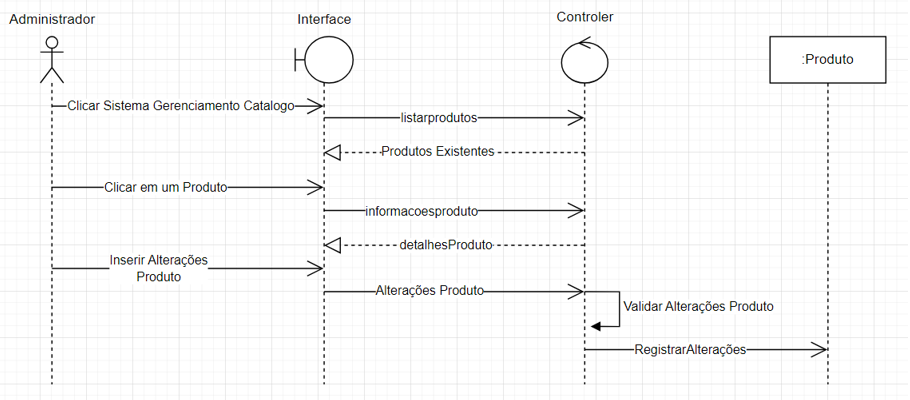 Administrador
Interface
Controler
:Produto
Clicar Sistema Gerenciamento Catalogo
listarprodutos
Produtos Existentes
Clicar em um Produto
informacoesproduto
detalhesProduto
Inserir Alterações
Produto
Alterações Produto
Validar Alterações Produto
RegistrarAlterações